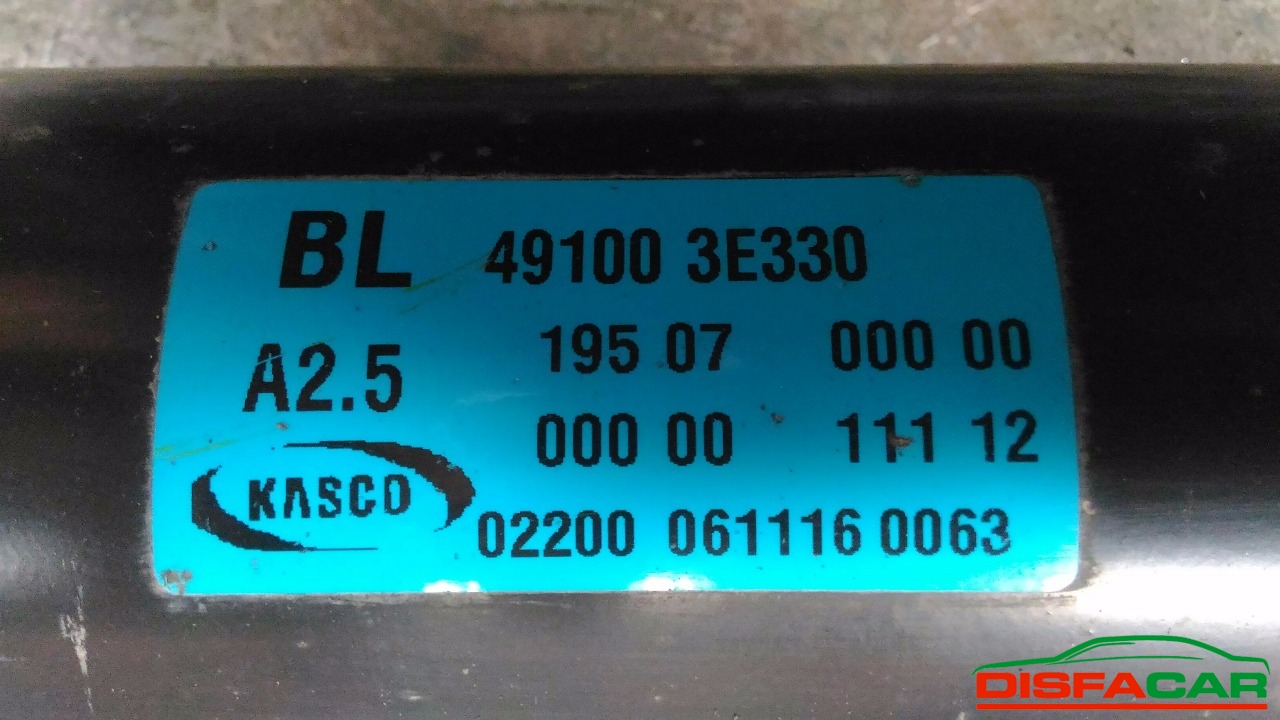 BL 49100 3E330
A2.5 195 07 000 00
000 00 111 12
KASCO
02200 061116 0063
DISFACAR